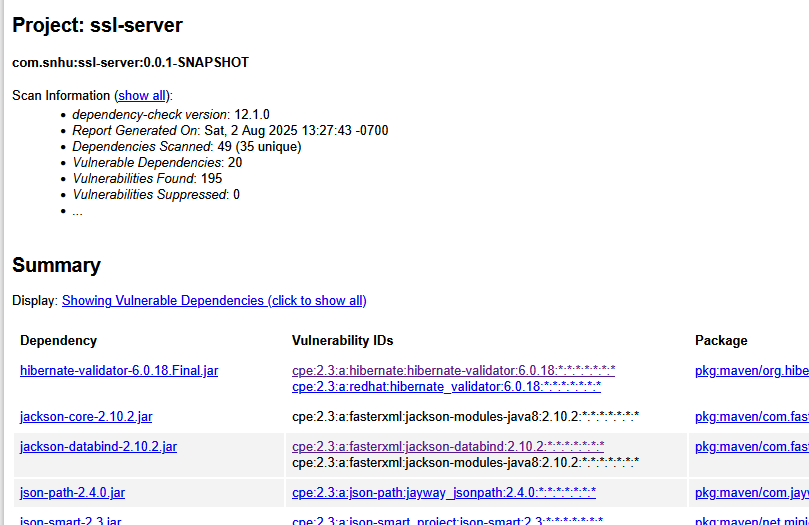 Project: ssl-server
com.snhu:ssl-server:0.0.1-SNAPSHOT
Scan Information (show all):
dependency-check version: 12.1.0
Report Generated On: Sat, 2 Aug 2025 13:27:43 -0700
Dependencies Scanned: 49 (35 unique)
Vulnerable Dependencies: 20
Vulnerabilities Found: 195
Vulnerabilities Suppressed: 0
...
Summary
Display: Showing Vulnerable Dependencies (click to show all)
Dependency Vulnerability IDs Package
hibernate-validator-6.0.18.Final.jar cpe:2.3:a:hibernate:hibernate-validator:6.0.18:*:*:*:*:*:*:* pkg:maven/org.hibe
cpe:2.3:a:redhat:hibernate_validator:6.0.18:*:*:*:*:*:*:*
jackson-core-2.10.2.jar cpe:2.3:a:fasterxml:jackson-modules-java8:2.10.2:*:*:*:*:*:*:* pkg:maven/com.fas
jackson-databind-2.10.2.jar cpe:2.3:a:fasterxml:jackson-databind:2.10.2:*:*:*:*:*:*:* pkg:maven/com.fas
cpe:2.3:a:fasterxml:jackson-modules-java8:2.10.2:*:*:*:*:*:*:*
json-path-2.4.0.jar cpe:2.3:a:json-path:jayway_jsonpath:2.4.0:*:*:*:*:*:*:* pkg:maven/com.jayw
json-smart-2.3.jar cpe:2.3:a:json-smart_project:json-smart:2.3:*:*:*:*:*:*:* pkg:maven/net.mini